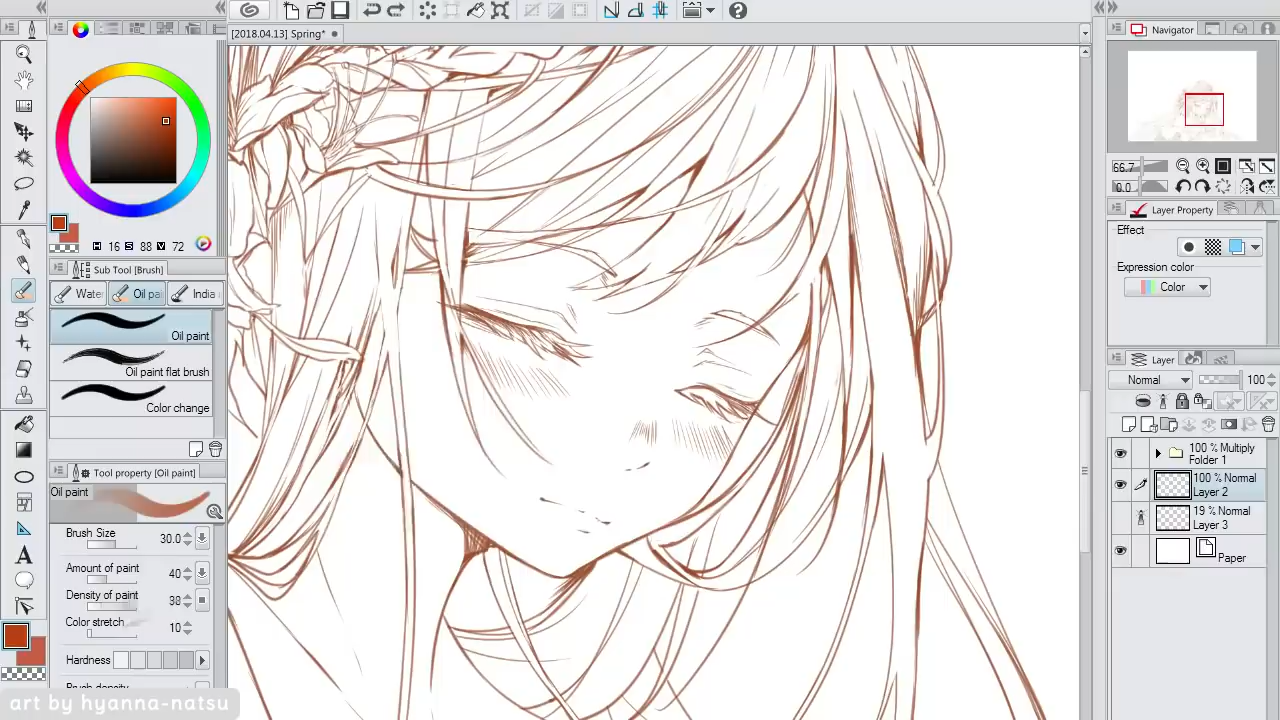 [2018.04.13] Spring*
Navigator
66.7
0.0
Layer Property
Effect
Expression color
Color
Layer
Normal
100
100 % Multiply
Folder 1
100 % Normal
Layer 2
19 % Normal
Layer 3
Paper
H 16 S 88 V 72
Sub Tool [Brush]
Wate
Oil pa
India
Oil paint
Oil paint flat brush
Color change
Tool property [Oil paint]
Oil paint
Brush Size 30.0
Amount of paint 40
Density of paint 38
Color stretch 10
Hardness
art by hyanna-natsu